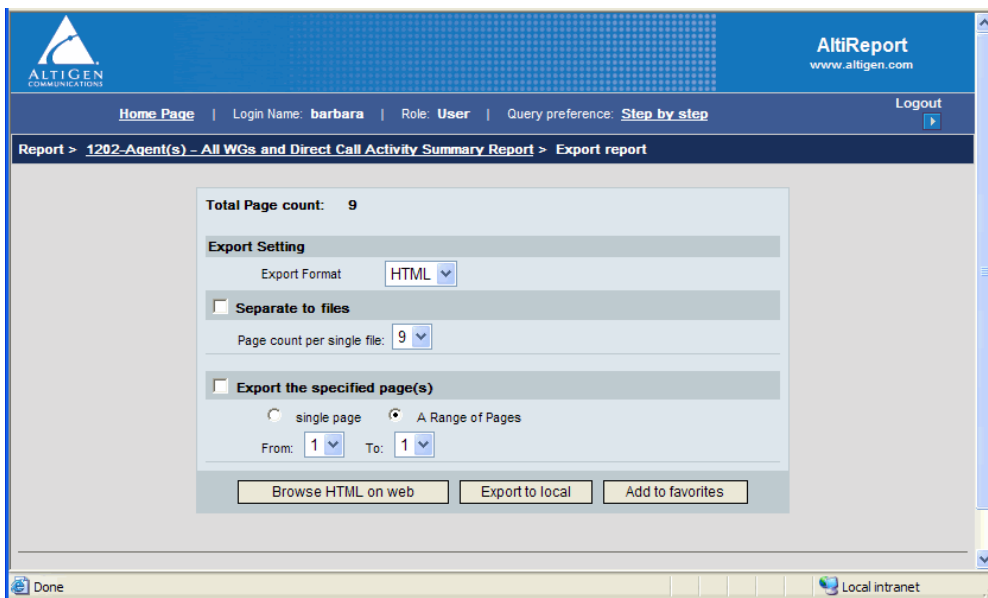 ALTIGEN
COMMUNICATIONS
AltiReport
www.altigen.com
Home Page | Login Name: barbara | Role: User | Query preference: Step by step
Logout
Report > 1202-Agent(s) – All WGs and Direct Call Activity Summary Report > Export report
Total Page count: 9
Export Setting
Export Format HTML
Separate to files
Page count per single file: 9
Export the specified page(s)
single page A Range of Pages
From: 1 To: 1
Browse HTML on web Export to local Add to favorites
Done Local intranet